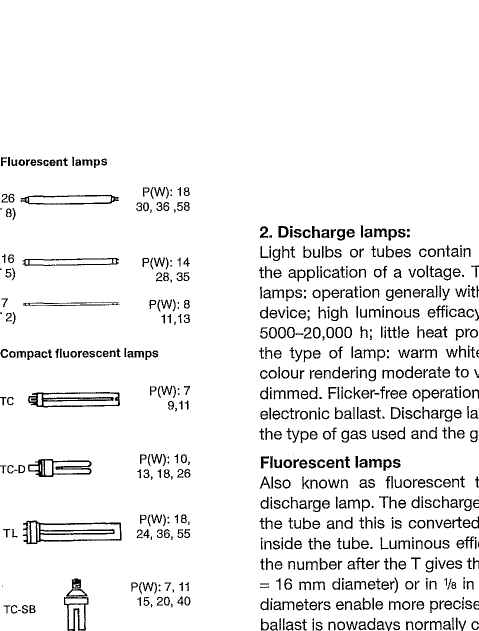 Fluorescent lamps
26
T 8)
P(W): 18
30, 36 ,58
16
T 5)
P(W): 14
28, 35
7
T 2)
P(W): 8
11,13
Compact fluorescent lamps
TC
P(W): 7
9,11
TC-D
P(W): 10,
13, 18, 26
TL
P(W): 18,
24, 36, 55
TC-SB
P(W): 7, 11
15, 20, 40
2. Discharge lamps:
Light bulbs or tubes contain
the application of a voltage. T
lamps: operation generally with
device; high luminous efficacy
5000–20,000 h; little heat pro
the type of lamp: warm white
colour rendering moderate to v
dimmed. Flicker-free operation
electronic ballast. Discharge la
the type of gas used and the g
Fluorescent lamps
Also known as fluorescent t
discharge lamp. The discharge
the tube and this is converted
inside the tube. Luminous effi
the number after the T gives th
= 16 mm diameter) or in 1/8 in
diameters enable more precise
ballast is nowadays normally c